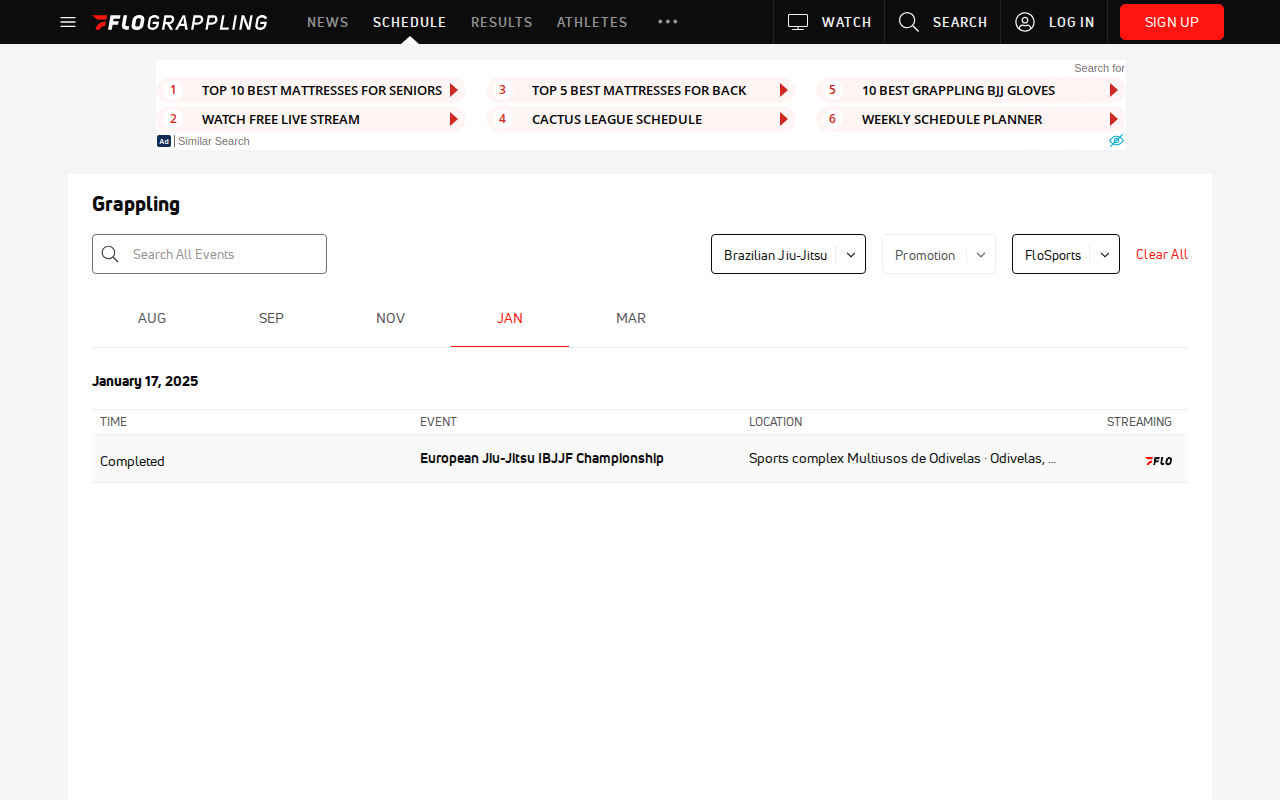 FLOGRAPPLING NEWS SCHEDULE RESULTS ATHLETES WATCH SEARCH LOG IN SIGN UP
Search for
1 TOP 10 BEST MATTRESSES FOR SENIORS 3 TOP 5 BEST MATTRESSES FOR BACK 5 10 BEST GRAPPLING BJJ GLOVES
2 WATCH FREE LIVE STREAM 4 CACTUS LEAGUE SCHEDULE 6 WEEKLY SCHEDULE PLANNER
Ad | Similar Search
Grappling
Search All Events Brazilian Jiu-Jitsu Promotion FloSports Clear All
AUG SEP NOV JAN MAR
January 17, 2025
TIME EVENT LOCATION STREAMING
Completed European Jiu-Jitsu IBJJF Championship Sports complex Multiusos de Odivelas · Odivelas, ... FLO